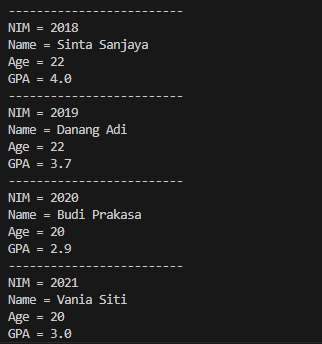 -------------------------
NIM = 2018
Name = Sinta Sanjaya
Age = 22
GPA = 4.0
-------------------------
NIM = 2019
Name = Danang Adi
Age = 22
GPA = 3.7
-------------------------
NIM = 2020
Name = Budi Prakasa
Age = 20
GPA = 2.9
-------------------------
NIM = 2021
Name = Vania Siti
Age = 20
GPA = 3.0